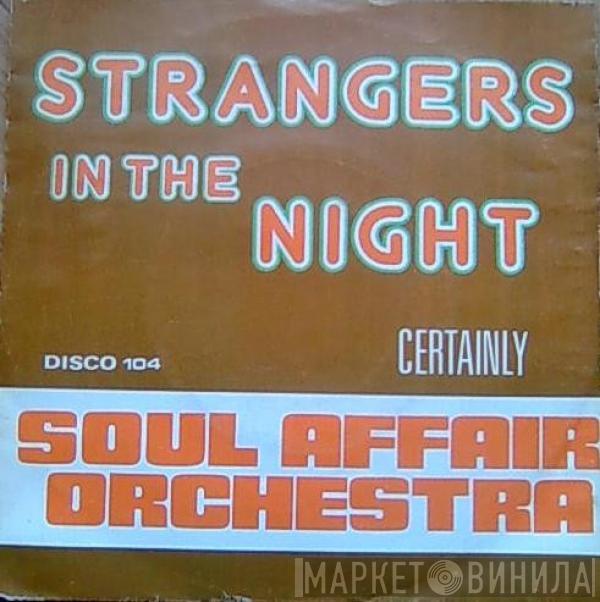 STRANGERS
IN THE
NIGHT
DISCO 104
CERTAINLY
SOUL AFFAIR
ORCHESTRA
МАРКЕТ ВИНИЛА